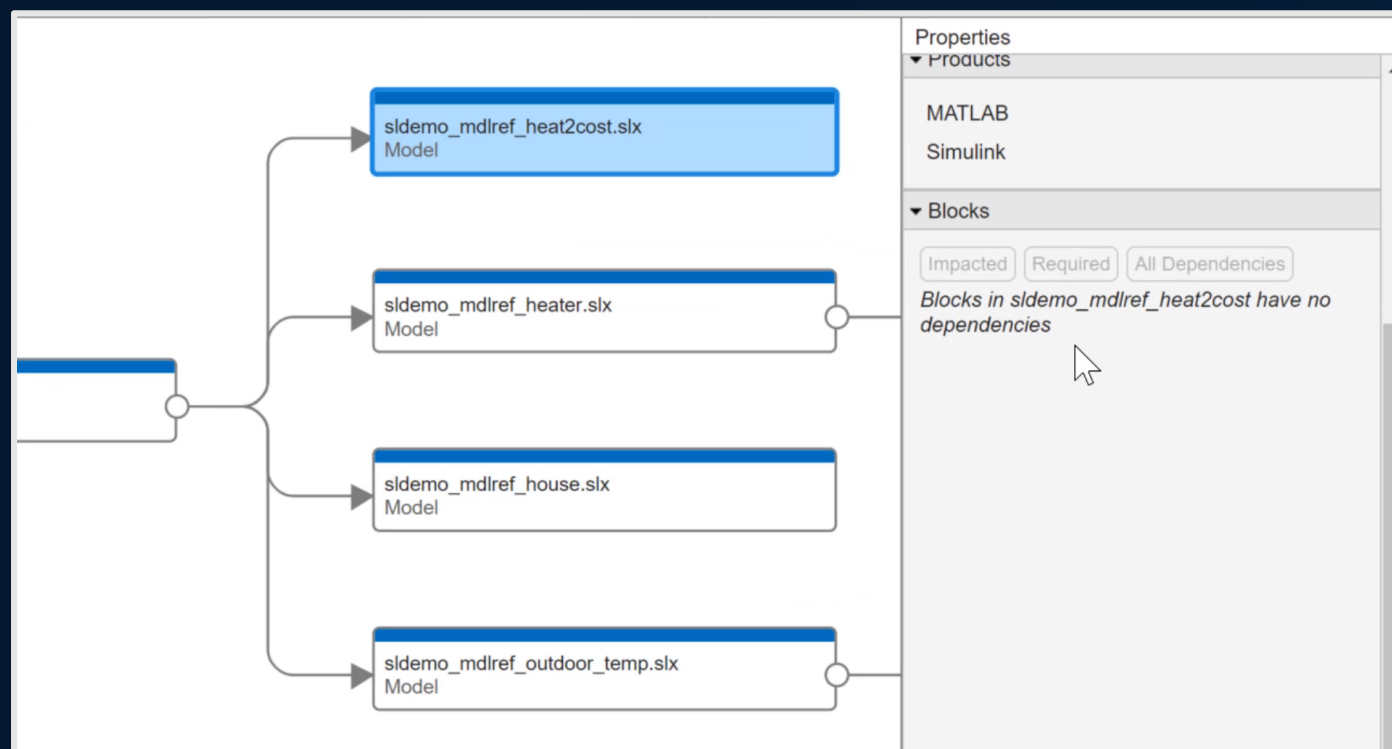 sldemo_mdlref_heat2cost.slx
Model
sldemo_mdlref_heater.slx
Model
sldemo_mdlref_house.slx
Model
sldemo_mdlref_outdoor_temp.slx
Model
Properties
Products
MATLAB
Simulink
Blocks
Impacted Required All Dependencies
Blocks in sldemo_mdlref_heat2cost have no
dependencies